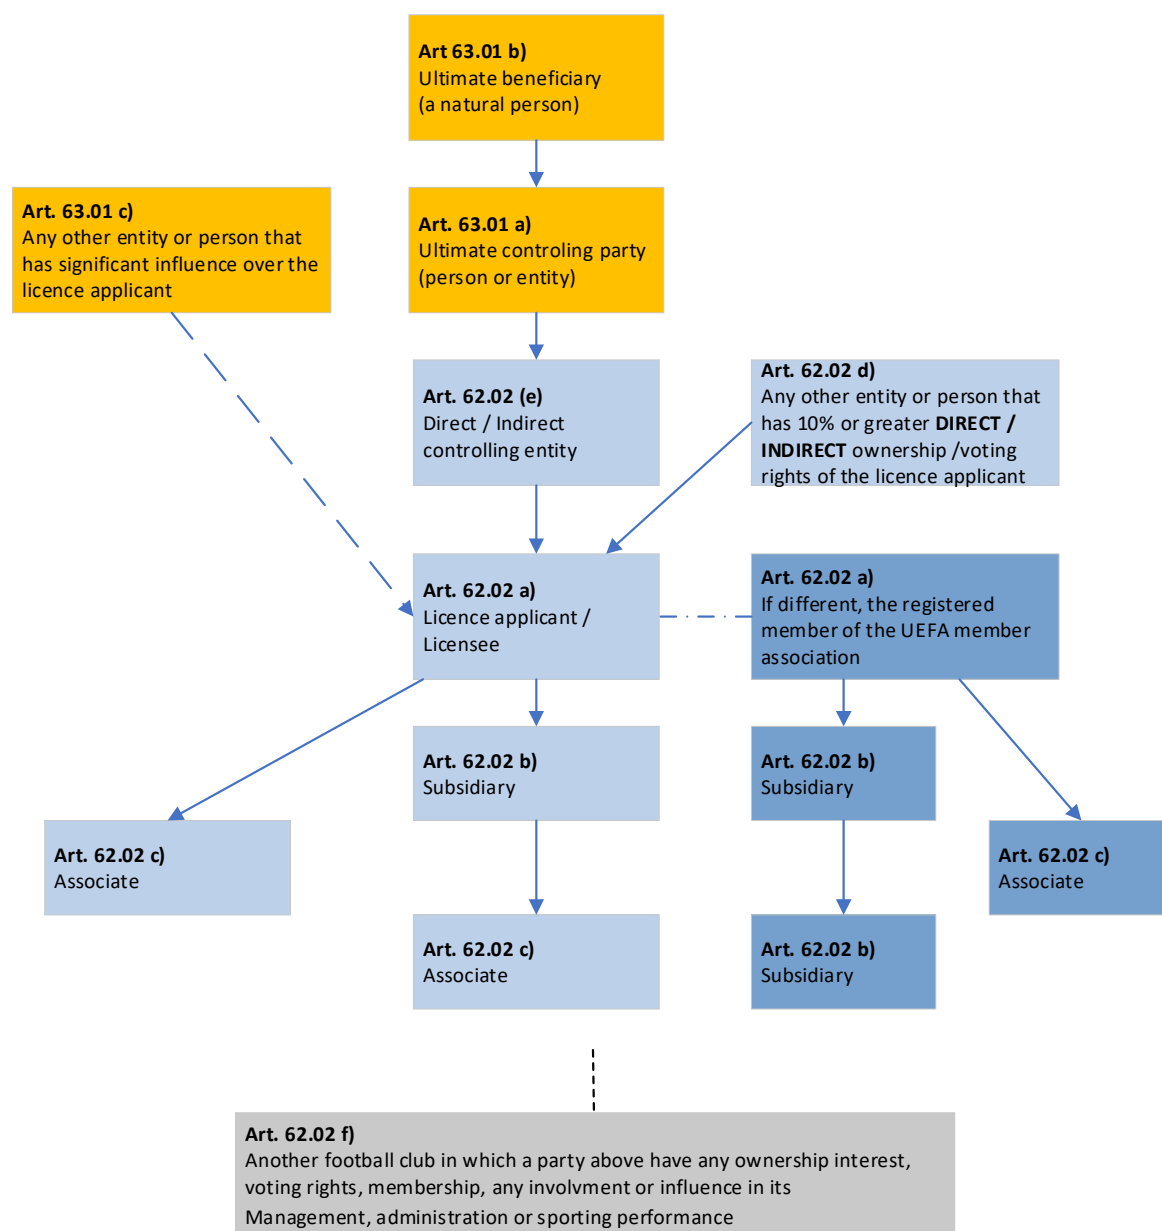 Art 63.01 b)
Ultimate beneficiary
(a natural person)
Art. 63.01 c)
Any other entity or person that
has significant influence over the
licence applicant
Art. 63.01 a)
Ultimate controling party
(person or entity)
Art. 62.02 (e)
Direct / Indirect
controlling entity
Art. 62.02 d)
Any other entity or person that
has 10% or greater DIRECT /
INDIRECT ownership /voting
rights of the licence applicant
Art. 62.02 a)
Licence applicant /
Licensee
Art. 62.02 a)
If different, the registered
member of the UEFA member
association
Art. 62.02 b)
Subsidiary
Art. 62.02 b)
Subsidiary
Art. 62.02 c)
Associate
Art. 62.02 c)
Associate
Art. 62.02 c)
Associate
Art. 62.02 b)
Subsidiary
Art. 62.02 f)
Another football club in which a party above have any ownership interest,
voting rights, membership, any involvment or influence in its
Management, administration or sporting performance